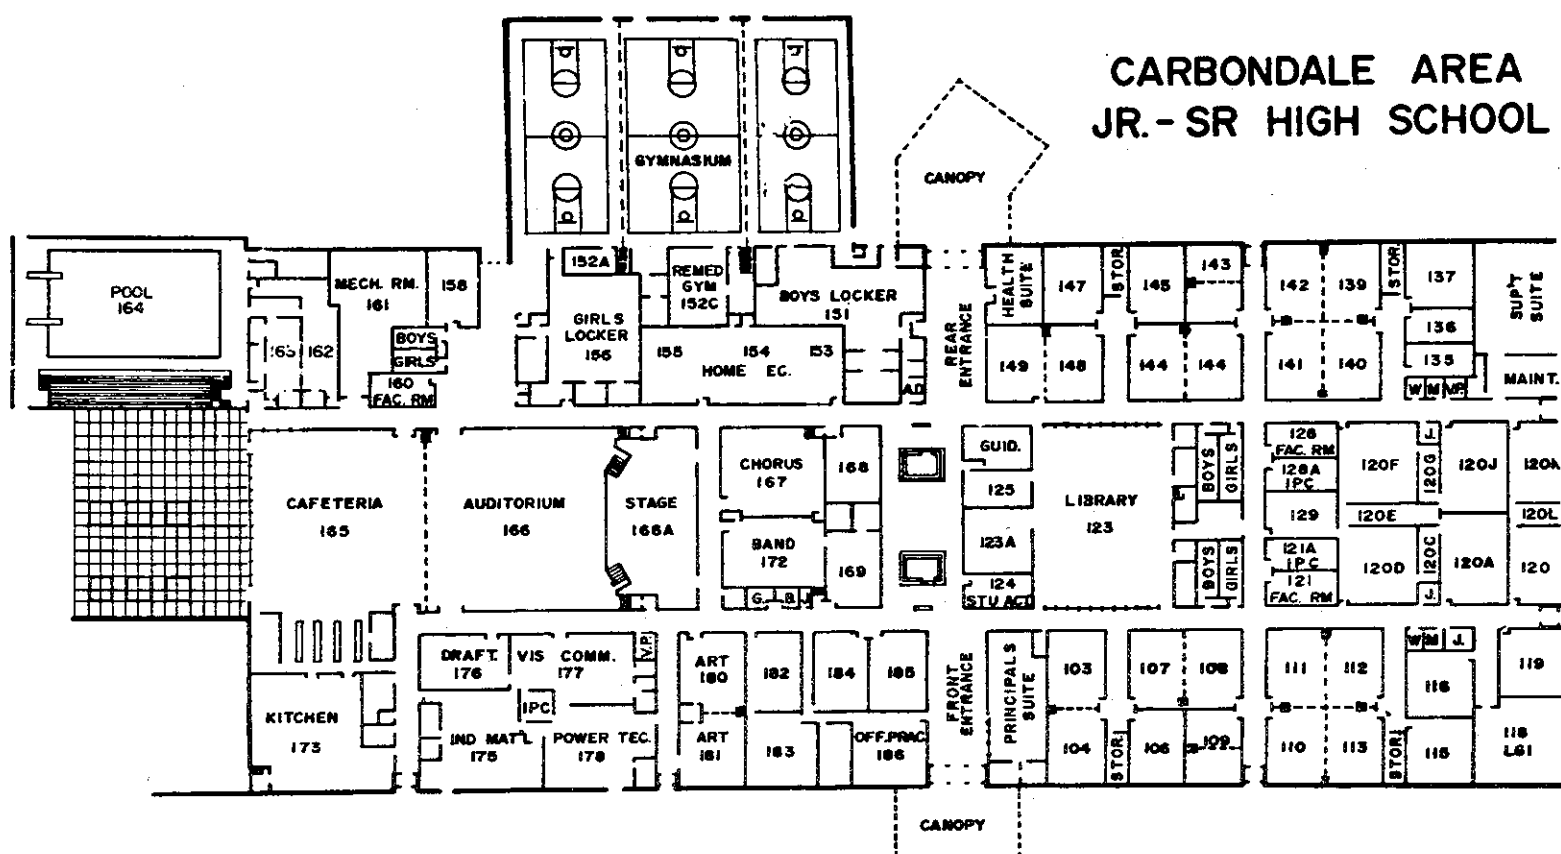 CARBONDALE AREA
JR.-SR HIGH SCHOOL
GYMNASIUM
CANOPY
POOL
164
MECH. RM.
161
158
BOYS
GIRLS
160
FAC. RM
163
162
152A
REMED
GYM
152C
BOYS LOCKER
151
GIRLS
LOCKER
156
155
154
153
HOME EC.
AD.
REAR
ENTRANCE
HEALTH
SUITE
147
STOR.
145
143
149
148
144
144
142
139
STOR.
137
141
140
136
135
W
M
V.P.
SUP'T
SUITE
MAINT.
CAFETERIA
165
AUDITORIUM
166
STAGE
166A
CHORUS
167
168
BAND
172
169
G.
B.
J.
GUID.
125
123A
124
STU ACT
LIBRARY
123
BOYS
GIRLS
BOYS
GIRLS
128
FAC. RM
128A
IPC
129
121A
IPC
121
FAC. RM
120F
120G
J.
120J
120E
120D
120C
J.
120A
120L
120
KITCHEN
173
DRAFT.
176
VIS COMM.
177
V.P.
IPC
IND MAT'L
175
POWER TEC.
178
ART
180
182
184
185
ART
181
183
OFF. PRAC.
186
FRONT
ENTRANCE
PRINCIPALS
SUITE
103
107
108
104
STOR.
106
109
111
112
110
113
STOR.
W
M
J.
116
115
119
118
LGI
CANOPY